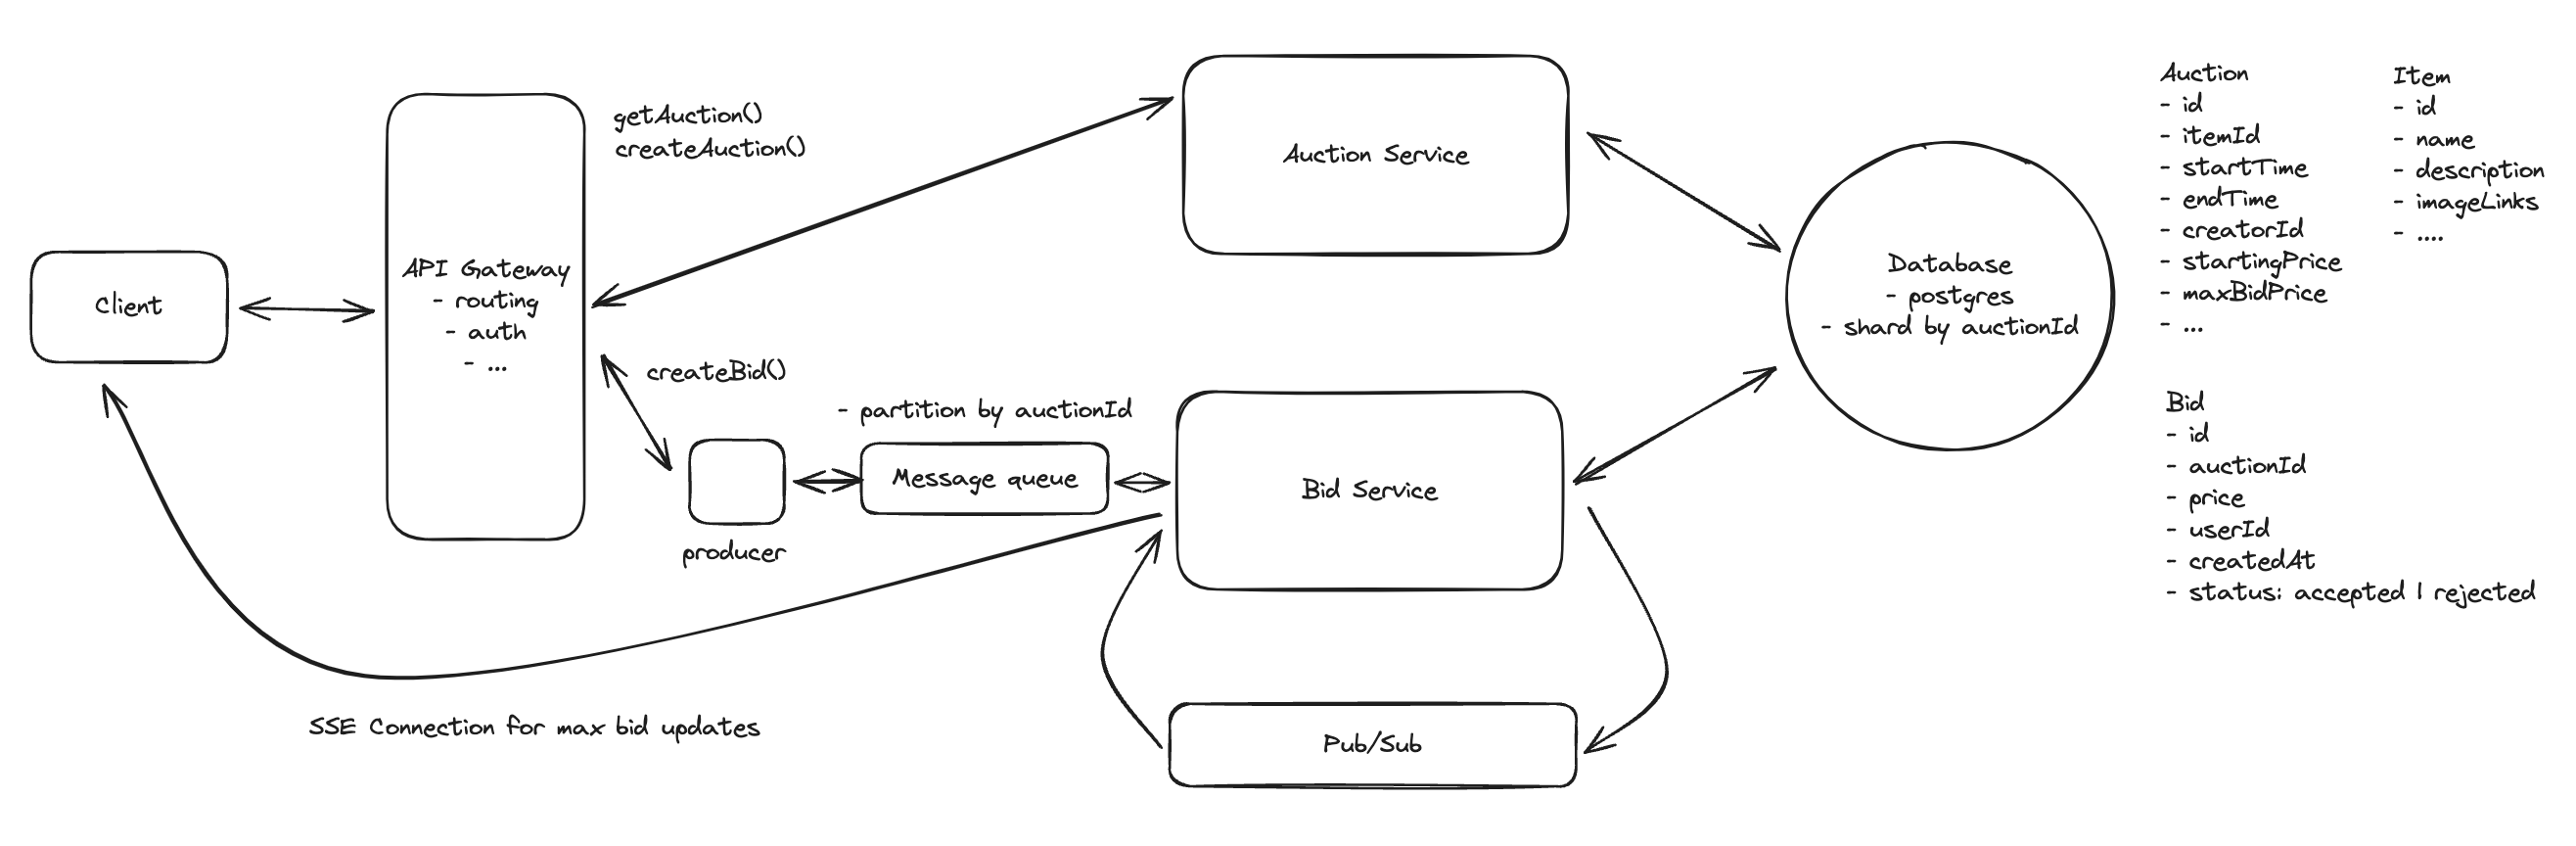 Client
API Gateway
- routing
- auth
- ...
getAuction()
createAuction()
createBid()
producer
- partition by auctionId
Message queue
Auction Service
Bid Service
Pub/Sub
SSE Connection for max bid updates
Database
- postgres
- shard by auctionId
Auction
- id
- itemId
- startTime
- endTime
- creatorId
- startingPrice
- maxBidPrice
- ...
Item
- id
- name
- description
- imageLinks
- ....
Bid
- id
- auctionId
- price
- userId
- createdAt
- status: accepted | rejected